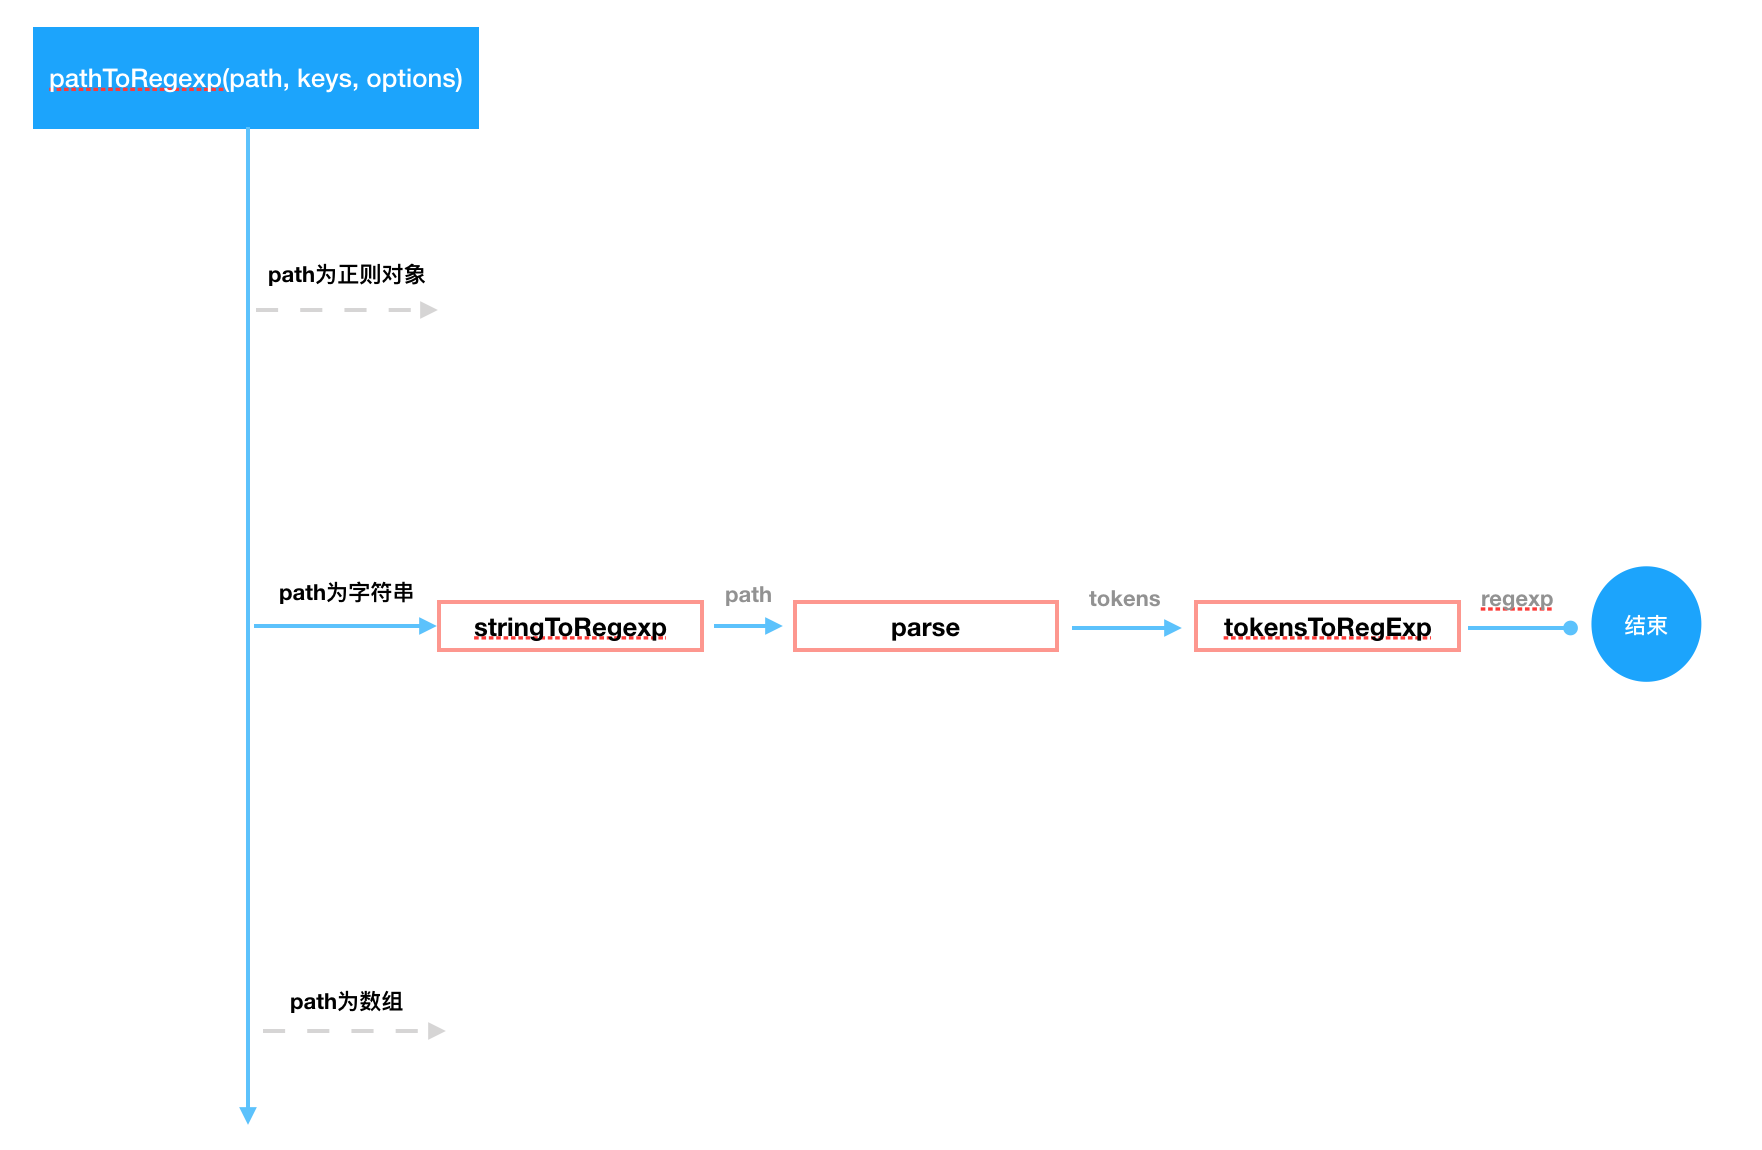 pathToRegexp(path, keys, options)
path为正则对象
path为字符串
stringToRegexp
path
parse
tokens
tokensToRegExp
regexp
结束
path为数组